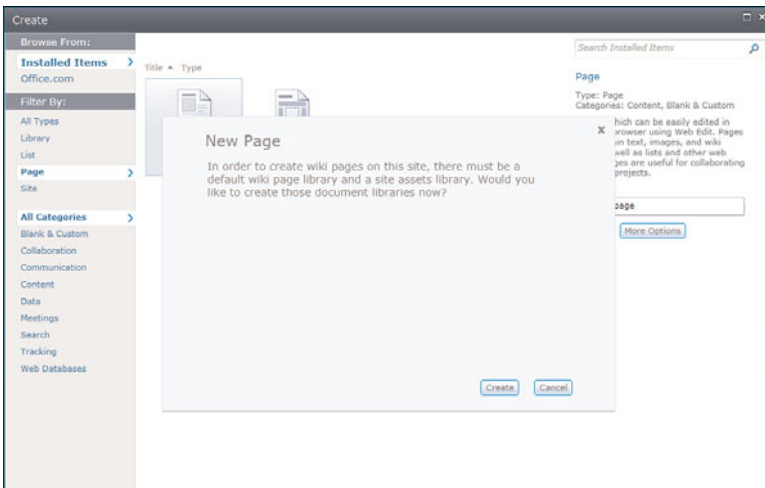 Create
Browse From:
Installed Items
Office.com
Filter By:
All Types
Library
List
Page
Site
All Categories
Blank & Custom
Collaboration
Communication
Content
Data
Meetings
Search
Tracking
Web Databases
Title Type
New Page
In order to create wiki pages on this site, there must be a
default wiki page library and a site assets library. Would you
like to create those document libraries now?
Create Cancel
Search Installed Items
Page
Type: Page
Categories: Content, Blank & Custom
hich can be easily edited in
rowser using Web Edit. Pages
in text, images, and wiki
well as lists and other web
ges are useful for collaborating
projects.
page
More Options